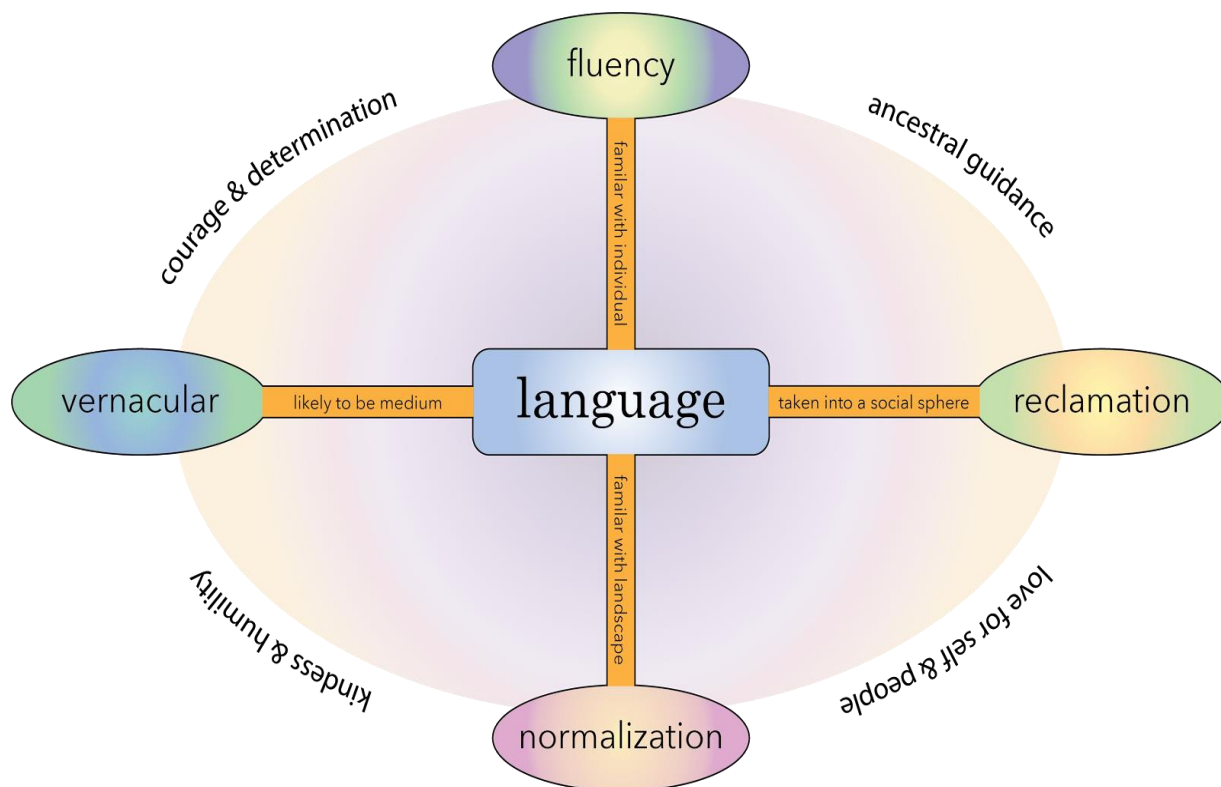 fluency
courage & determination
ancestral guidance
familar with individual
vernacular
likely to be medium
language
taken into a social sphere
reclamation
familar with landscape
kindess & humility
love for self & people
normalization